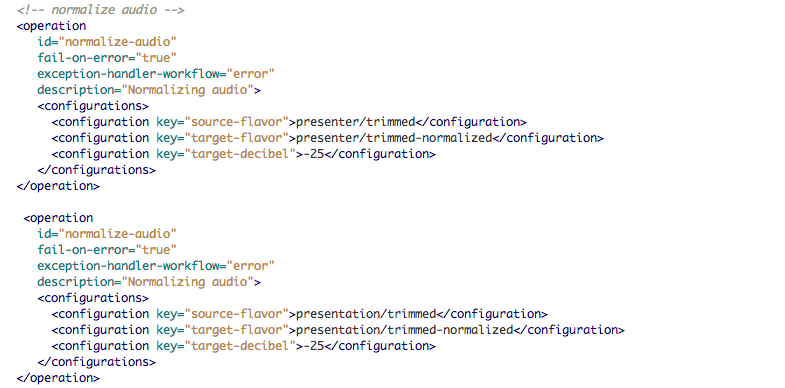 <!-- normalize audio -->
<operation
id="normalize-audio"
fail-on-error="true"
exception-handler-workflow="error"
description="Normalizing audio">
<configurations>
<configuration key="source-flavor">presenter/trimmed</configuration>
<configuration key="target-flavor">presenter/trimmed-normalized</configuration>
<configuration key="target-decibel">-25</configuration>
</configurations>
</operation>
<operation
id="normalize-audio"
fail-on-error="true"
exception-handler-workflow="error"
description="Normalizing audio">
<configurations>
<configuration key="source-flavor">presentation/trimmed</configuration>
<configuration key="target-flavor">presentation/trimmed-normalized</configuration>
<configuration key="target-decibel">-25</configuration>
</configurations>
</operation>